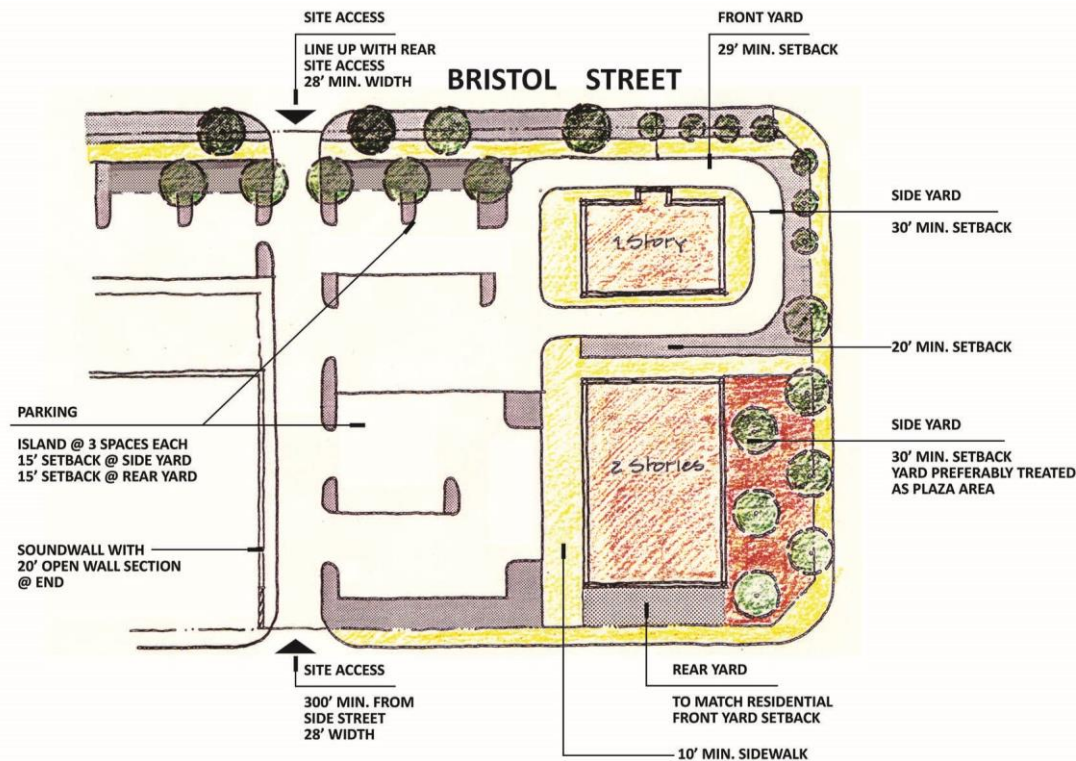 SITE ACCESS
LINE UP WITH REAR
SITE ACCESS
28' MIN. WIDTH
FRONT YARD
29' MIN. SETBACK
BRISTOL STREET
SIDE YARD
30' MIN. SETBACK
1 Story
20' MIN. SETBACK
PARKING
ISLAND @ 3 SPACES EACH
15' SETBACK @ SIDE YARD
15' SETBACK @ REAR YARD
SIDE YARD
30' MIN. SETBACK
YARD PREFERABLY TREATED
AS PLAZA AREA
2 Stories
SOUNDWALL WITH
20' OPEN WALL SECTION
@ END
SITE ACCESS
300' MIN. FROM
SIDE STREET
28' WIDTH
REAR YARD
TO MATCH RESIDENTIAL
FRONT YARD SETBACK
10' MIN. SIDEWALK